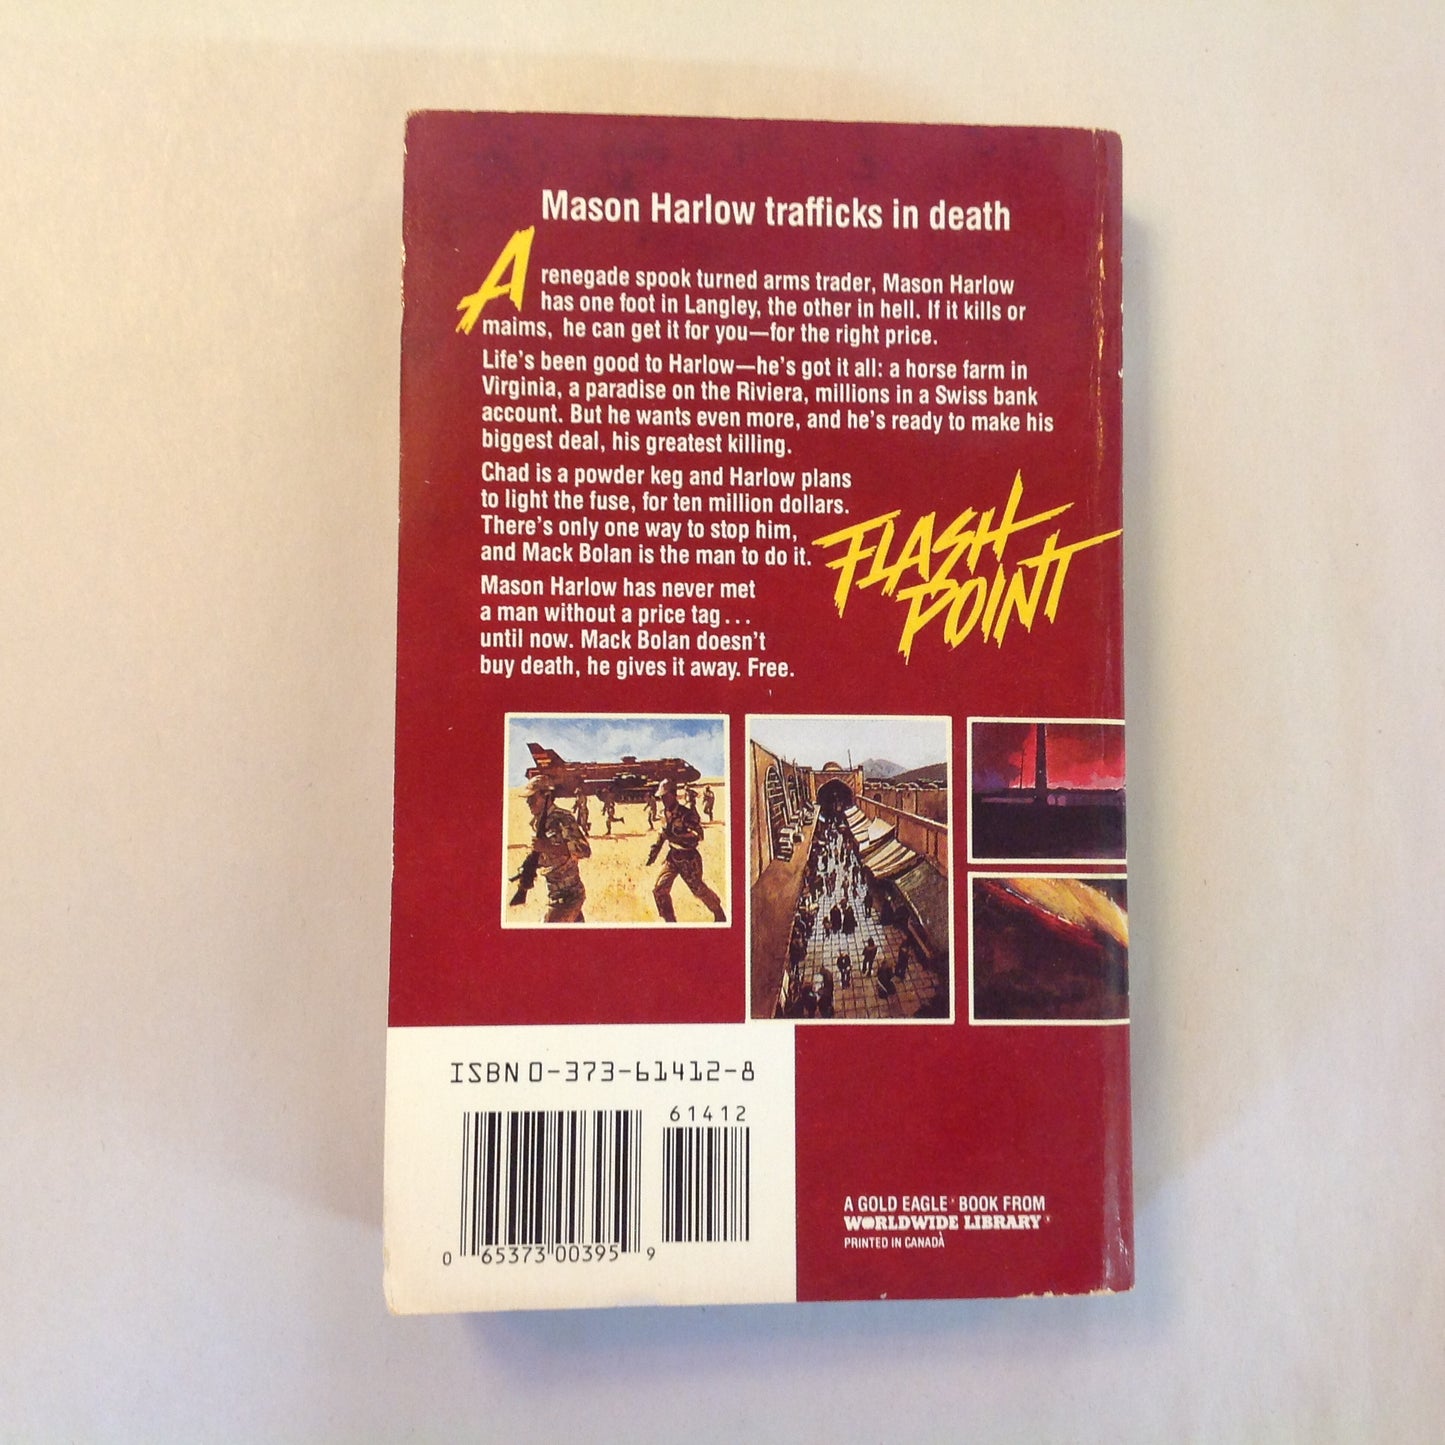 Mason Harlow trafficks in death
A renegade spook turned arms trader, Mason Harlow
has one foot in Langley, the other in hell. If it kills or
maims, he can get it for you—for the right price.
Life's been good to Harlow—he's got it all: a horse farm in
Virginia, a paradise on the Riviera, millions in a Swiss bank
account. But he wants even more, and he's ready to make his
biggest deal, his greatest killing.
Chad is a powder keg and Harlow plans
to light the fuse, for ten million dollars.
There's only one way to stop him,
and Mack Bolan is the man to do it.
Mason Harlow has never met
a man without a price tag...
until now. Mack Bolan doesn't
buy death, he gives it away. Free.
FLASH
POINT
ISBN 0-373-61412-8
61412
0 65373 00395 9
A GOLD EAGLE BOOK FROM
WORLDWIDE LIBRARY
PRINTED IN CANADA